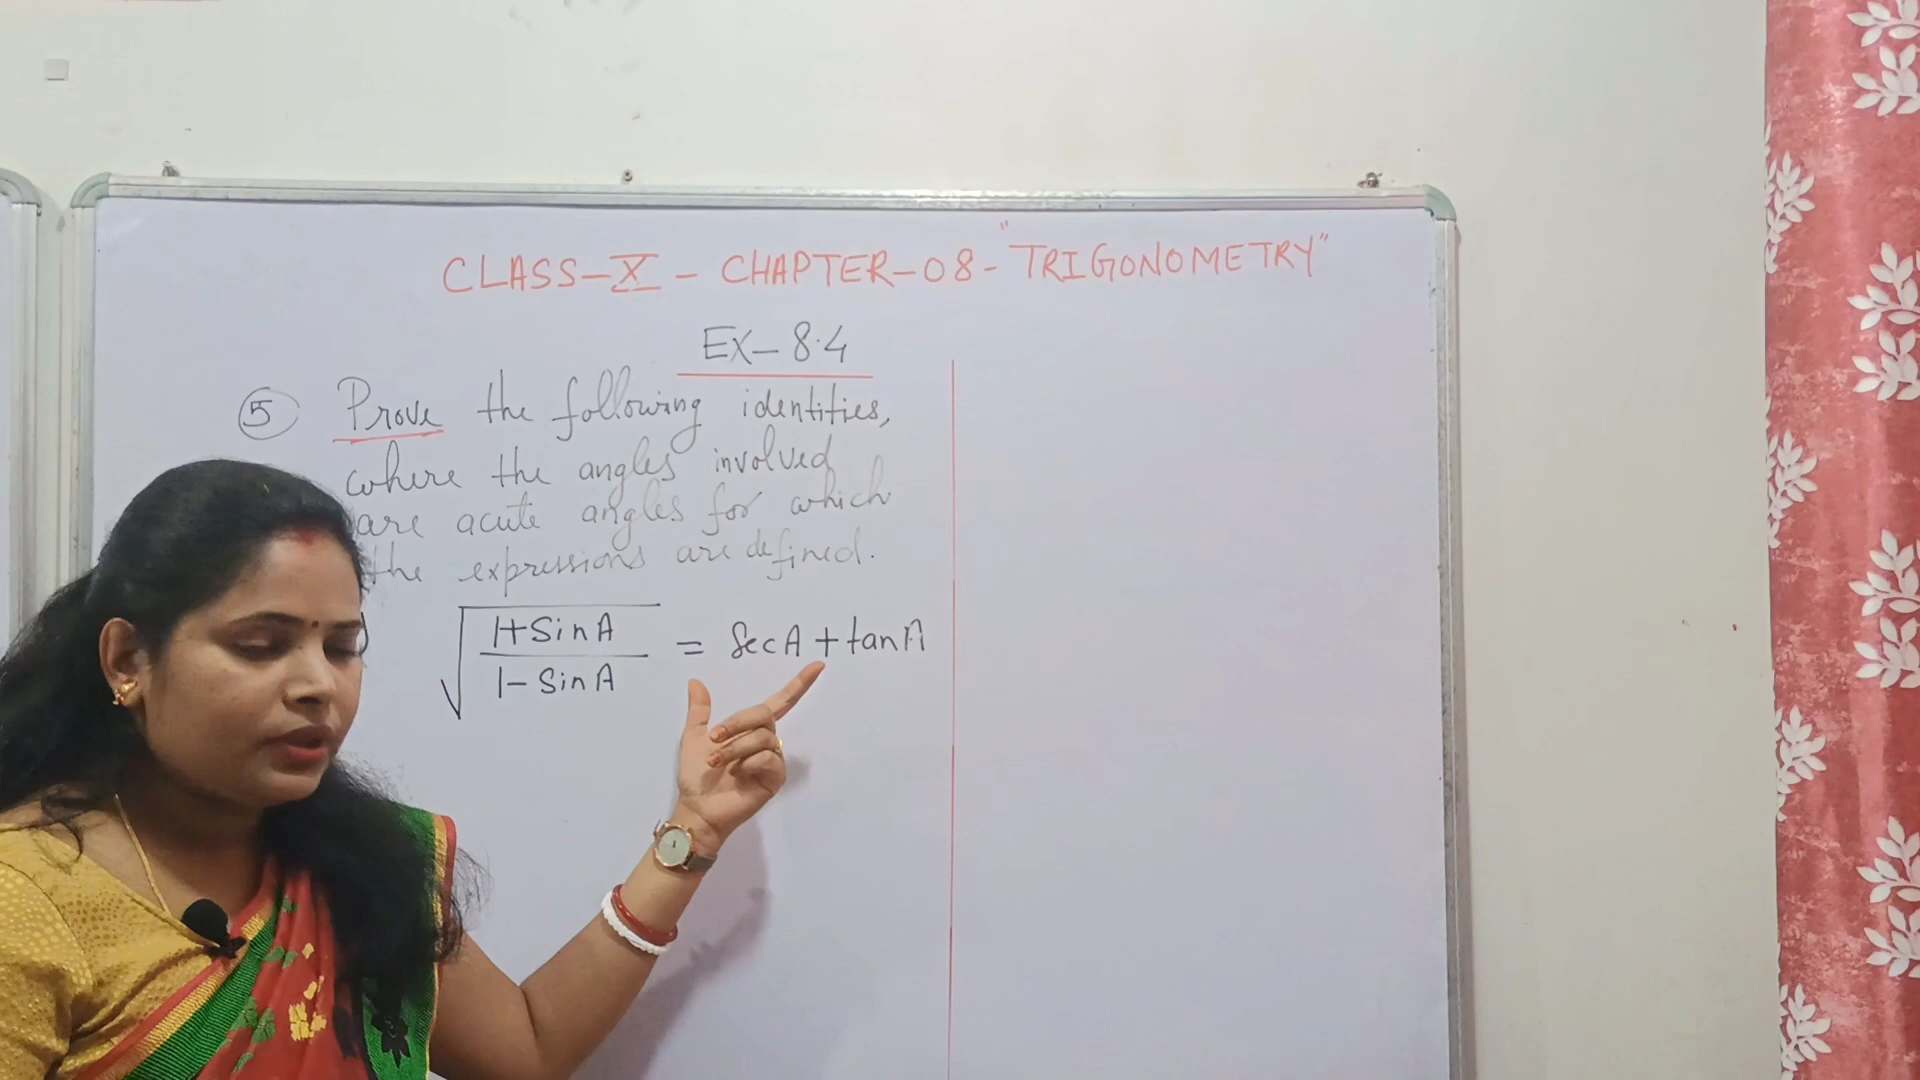 CLASS-X - CHAPTER-08- "TRIGONOMETRY"
EX-8.4
5 Prove the following identities,
where the angles involved
are acute angles for which
the expressions are defined.
√(1+SinA / 1-SinA) = SecA+tanA